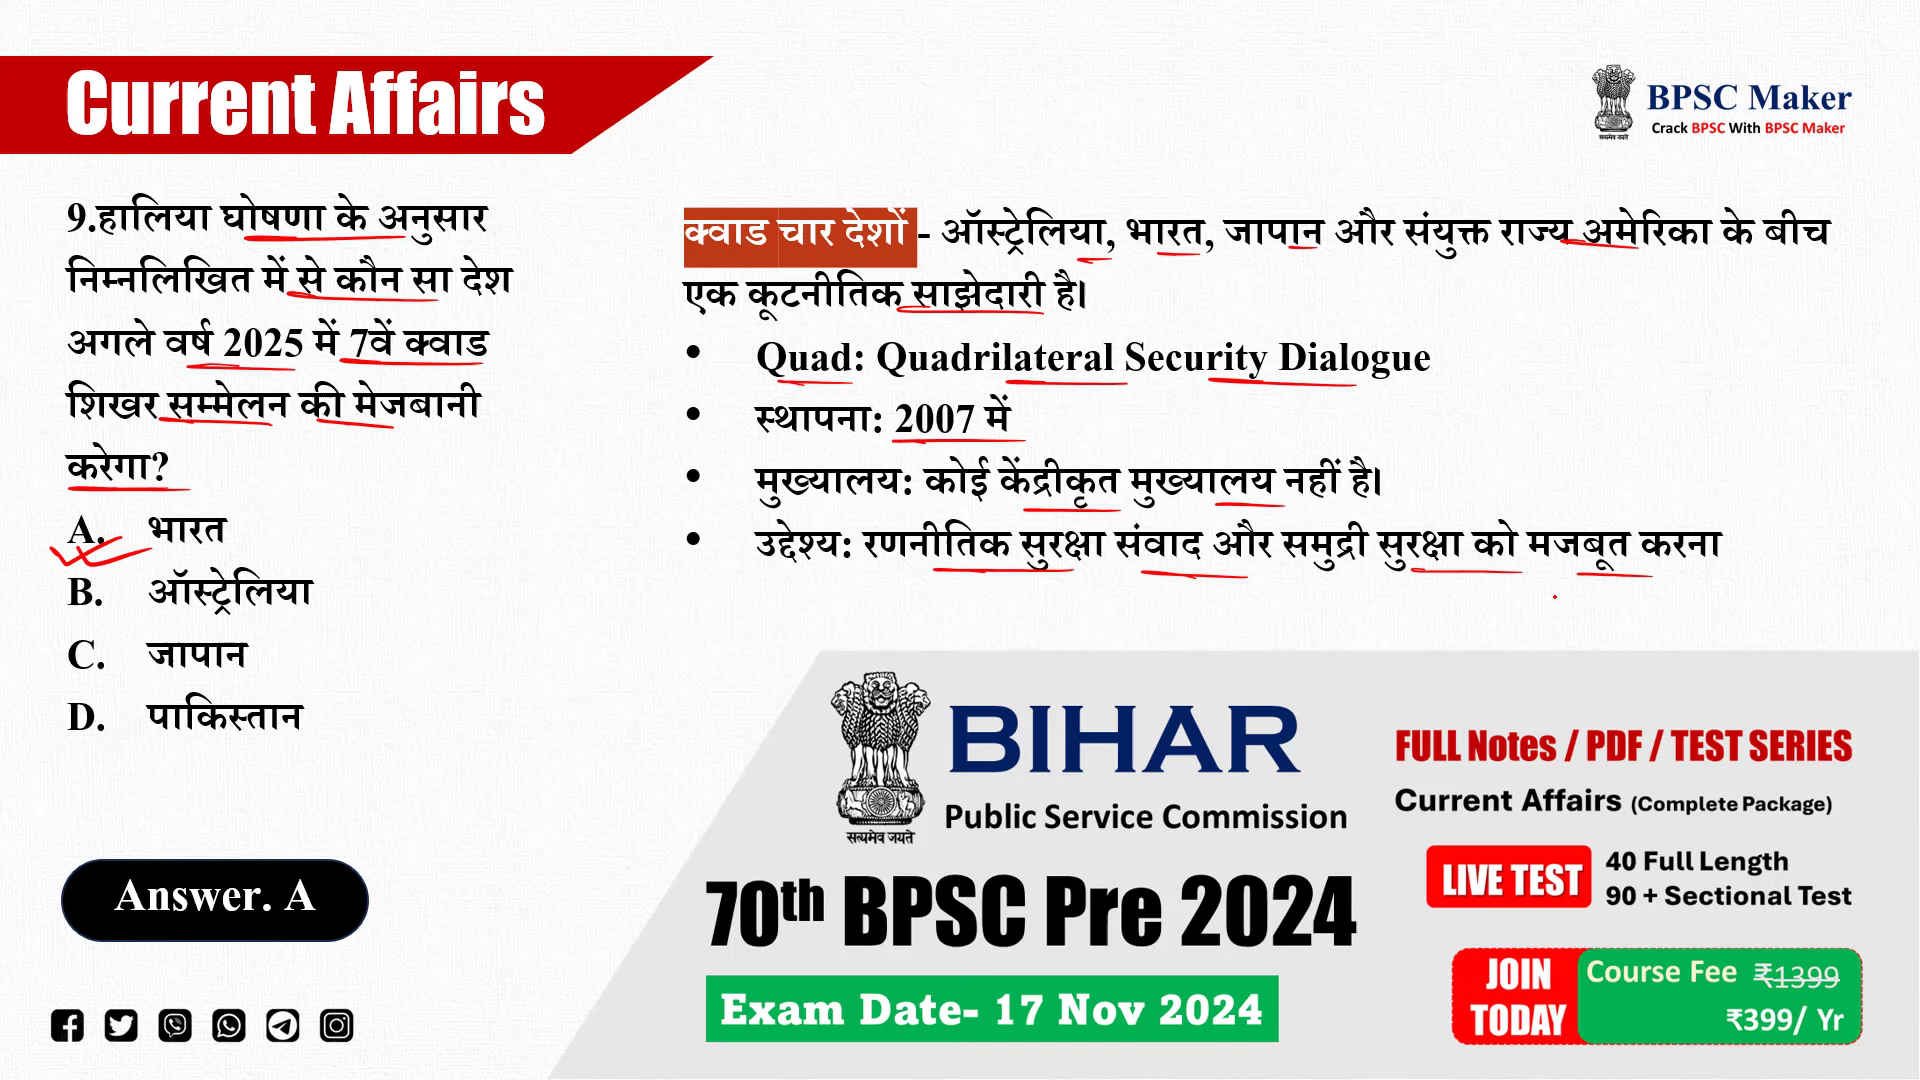 Current Affairs
BPSC Maker
Crack BPSC With BPSC Maker
सत्यमेव जयते
9.हालिया घोषणा के अनुसार
निम्नलिखित में से कौन सा देश
अगले वर्ष 2025 में 7वें क्वाड
शिखर सम्मेलन की मेजबानी
करेगा?
A. भारत
B. ऑस्ट्रेलिया
C. जापान
D. पाकिस्तान
Answer. A
क्वाड चार देशों - ऑस्ट्रेलिया, भारत, जापान और संयुक्त राज्य अमेरिका के बीच
एक कूटनीतिक साझेदारी है।
• Quad: Quadrilateral Security Dialogue
• स्थापना: 2007 में
• मुख्यालय: कोई केंद्रीकृत मुख्यालय नहीं है।
• उद्देश्य: रणनीतिक सुरक्षा संवाद और समुद्री सुरक्षा को मजबूत करना
सत्यमेव जयते
BIHAR
Public Service Commission
70th BPSC Pre 2024
Exam Date- 17 Nov 2024
FULL Notes / PDF / TEST SERIES
Current Affairs (Complete Package)
LIVE TEST
40 Full Length
90 + Sectional Test
JOIN
TODAY
Course Fee ₹1399
₹399/ Yr